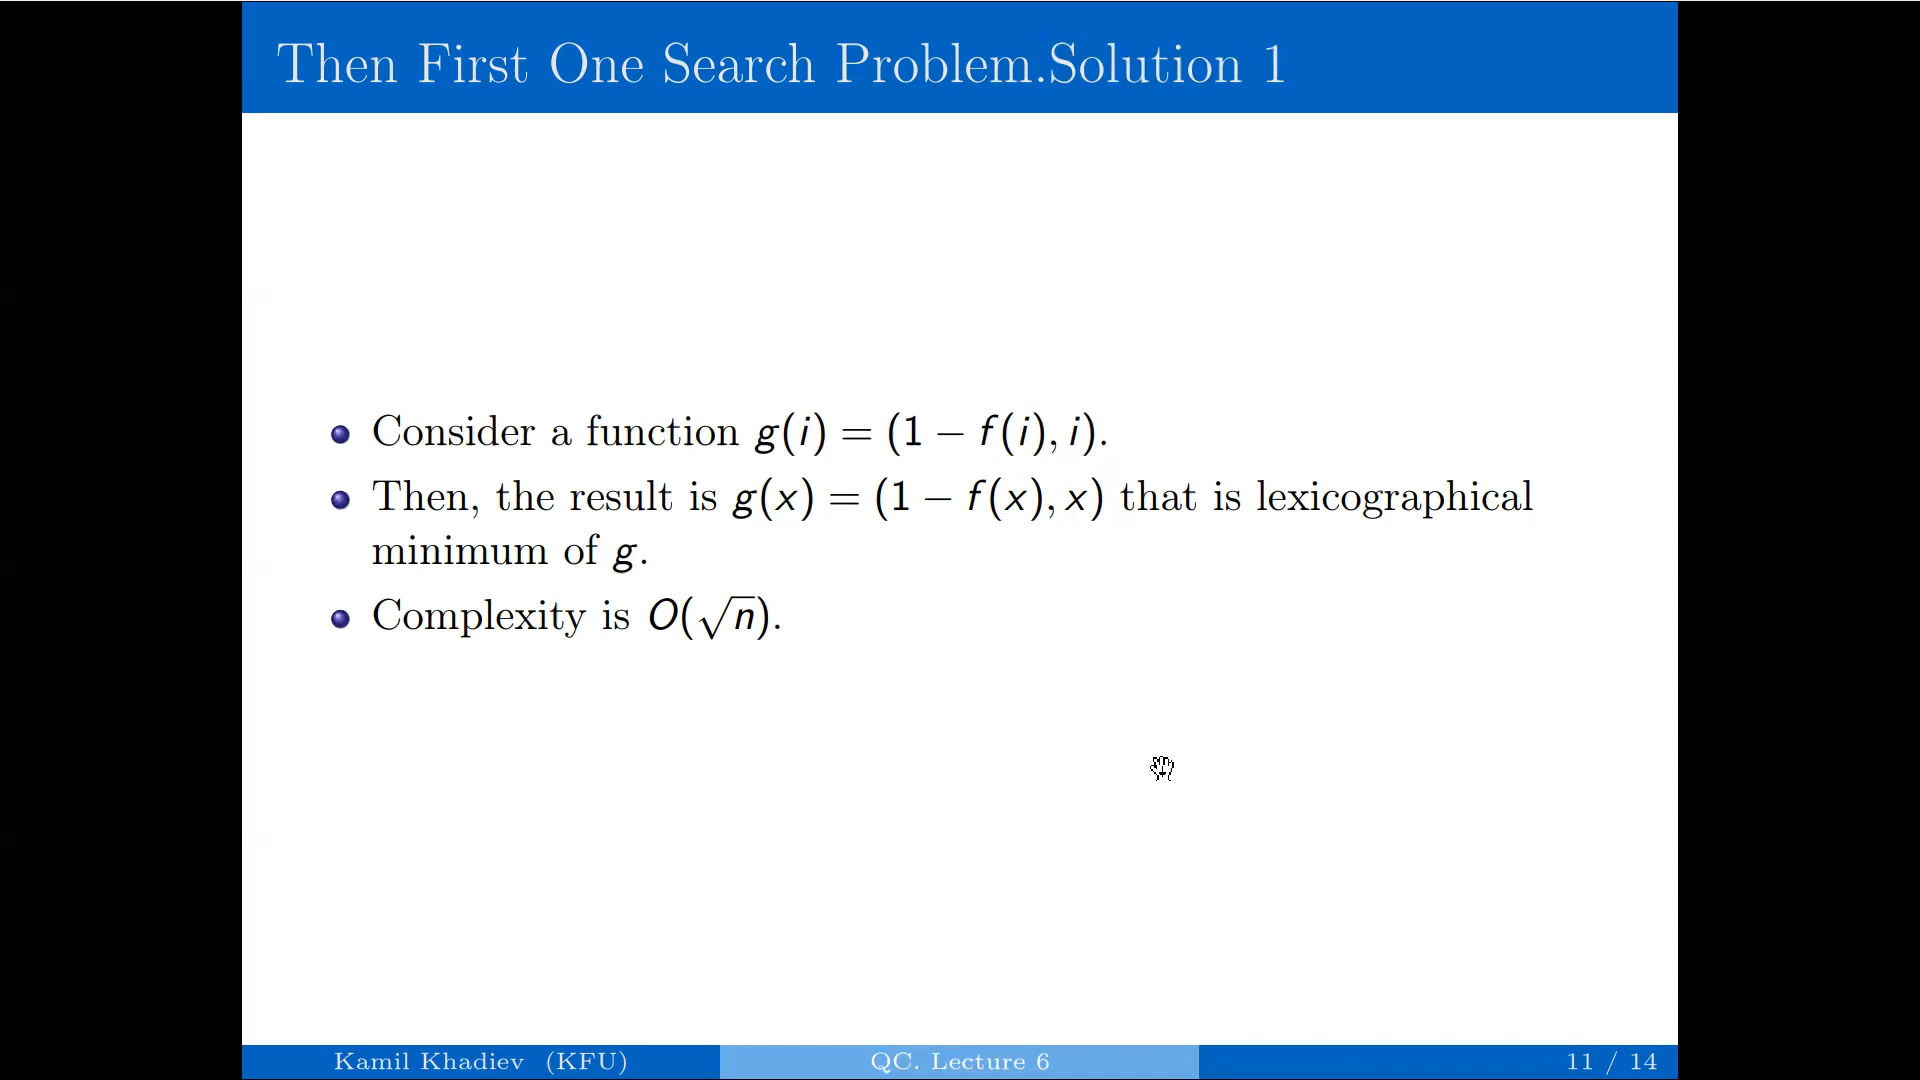 Then First One Search Problem.Solution 1
Consider a function g(i) = (1 − f(i), i).
Then, the result is g(x) = (1 − f(x), x) that is lexicographical
minimum of g.
Complexity is O(√n).
Kamil Khadiev (KFU) QC. Lecture 6 11 / 14